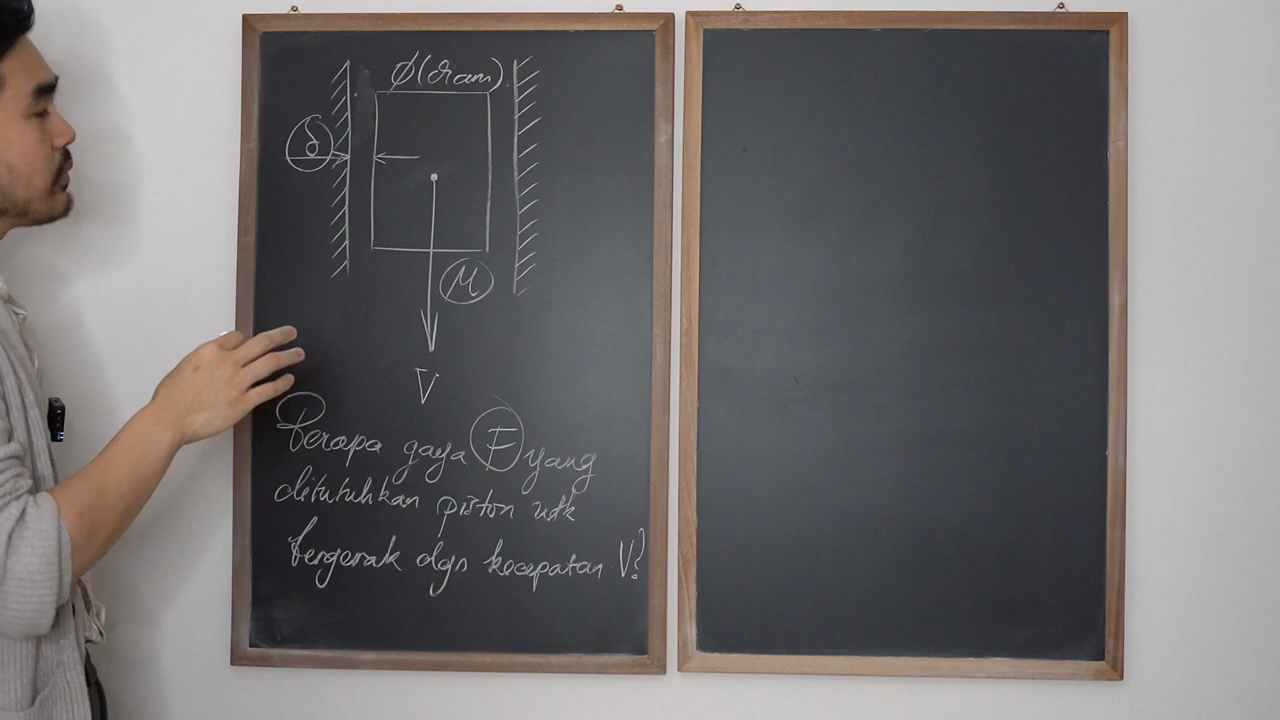 ϕ(diam)
δ
M
V
Berapa gaya F yang
dibutuhkan piston utk
bergerak dgn kecepatan V?